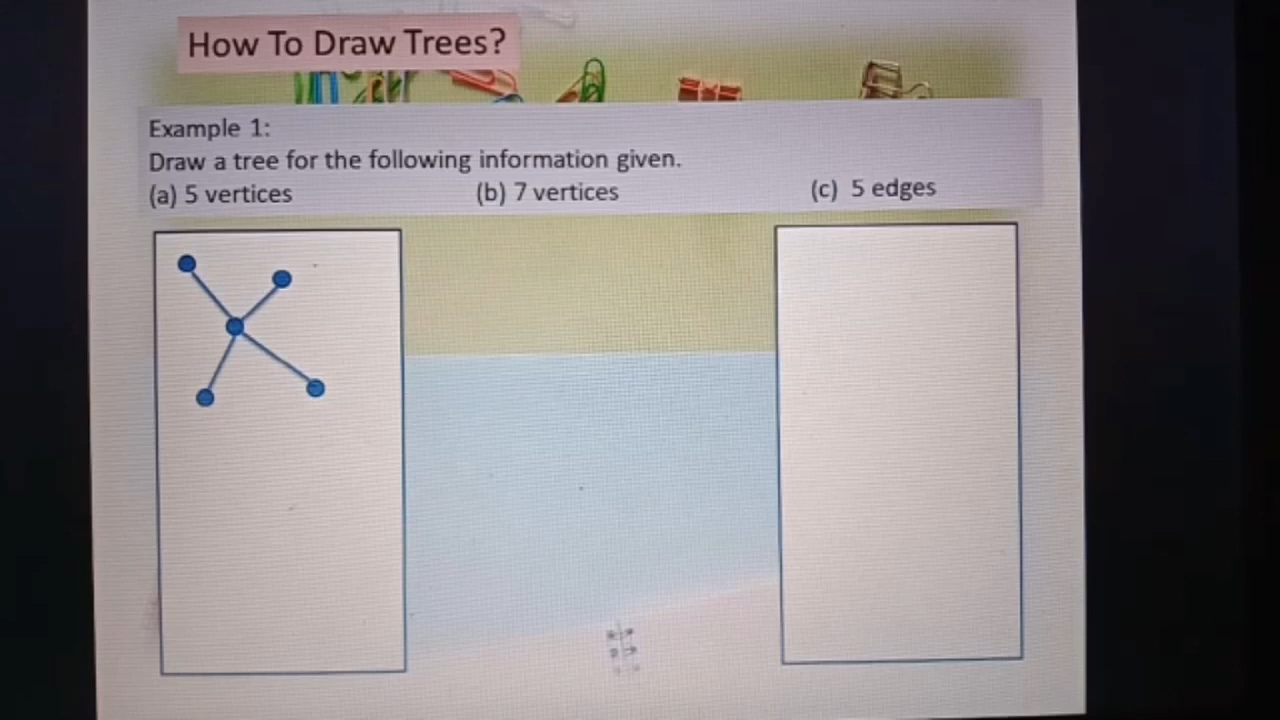 How To Draw Trees?
Example 1:
Draw a tree for the following information given.
(a) 5 vertices (b) 7 vertices (c) 5 edges